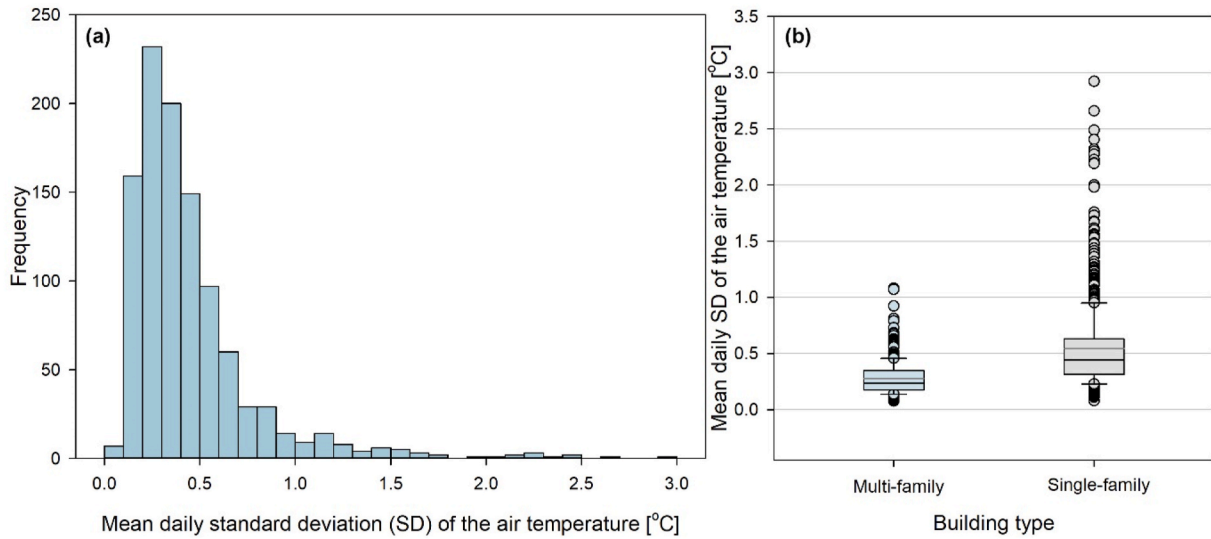 (a)
250
200
150
100
50
0
Frequency
0.0 0.5 1.0 1.5 2.0 2.5 3.0
Mean daily standard deviation (SD) of the air temperature [°C]
(b)
3.5
3.0
2.5
2.0
1.5
1.0
0.5
0.0
Mean daily SD of the air temperature [°C]
Multi-family Single-family
Building type